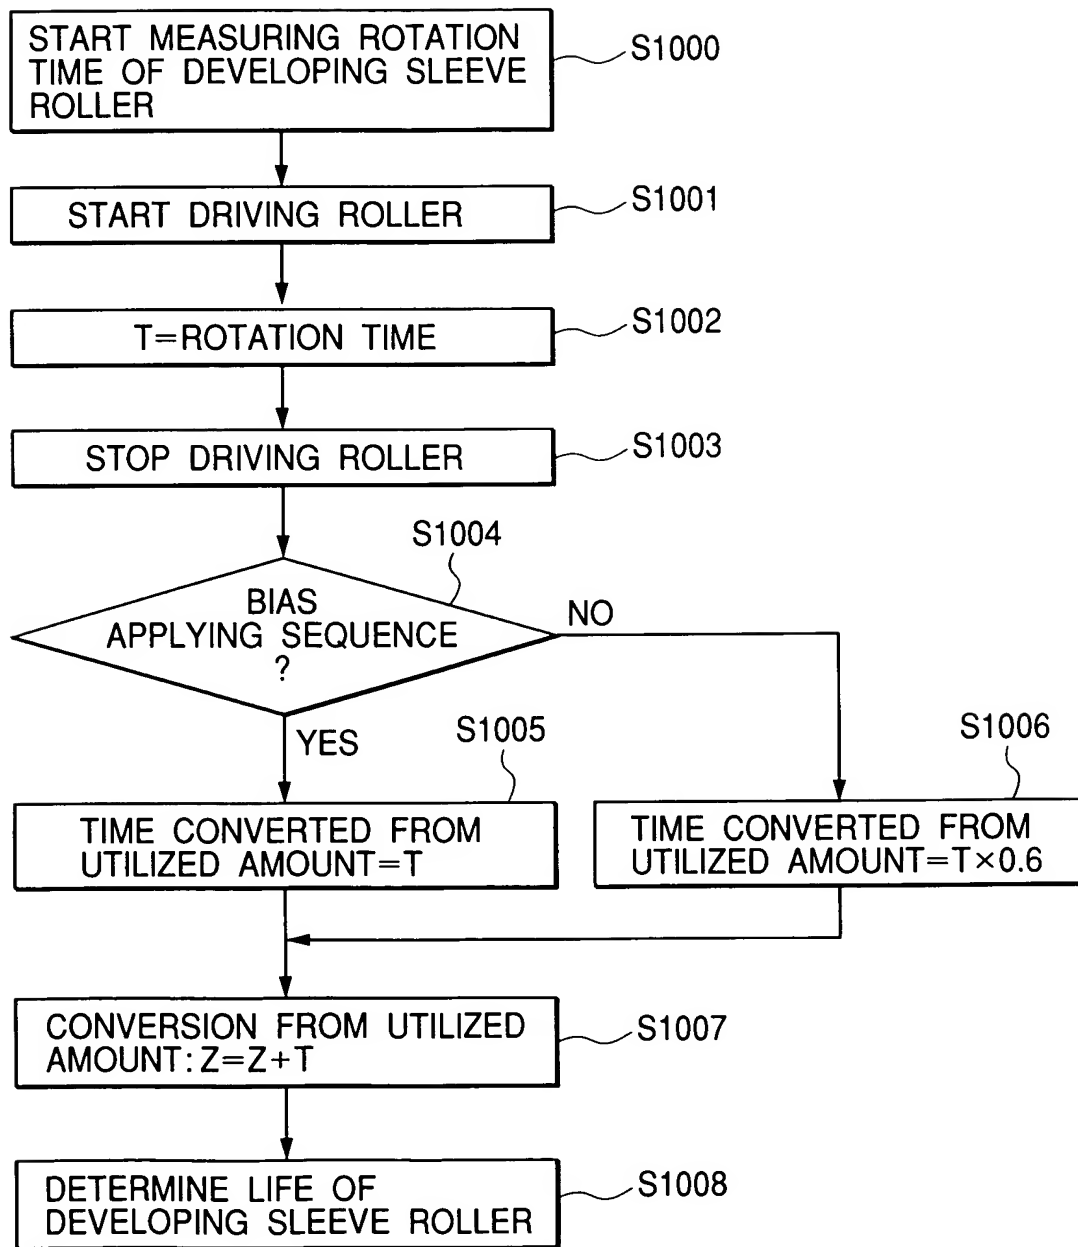 START MEASURING ROTATION
TIME OF DEVELOPING SLEEVE
ROLLER
S1000
START DRIVING ROLLER
S1001
T=ROTATION TIME
S1002
STOP DRIVING ROLLER
S1003
S1004
BIAS
APPLYING SEQUENCE
?
NO
YES
S1005
TIME CONVERTED FROM
UTILIZED AMOUNT=T
S1006
TIME CONVERTED FROM
UTILIZED AMOUNT=T×0.6
CONVERSION FROM UTILIZED
AMOUNT:Z=Z+T
S1007
DETERMINE LIFE OF
DEVELOPING SLEEVE ROLLER
S1008